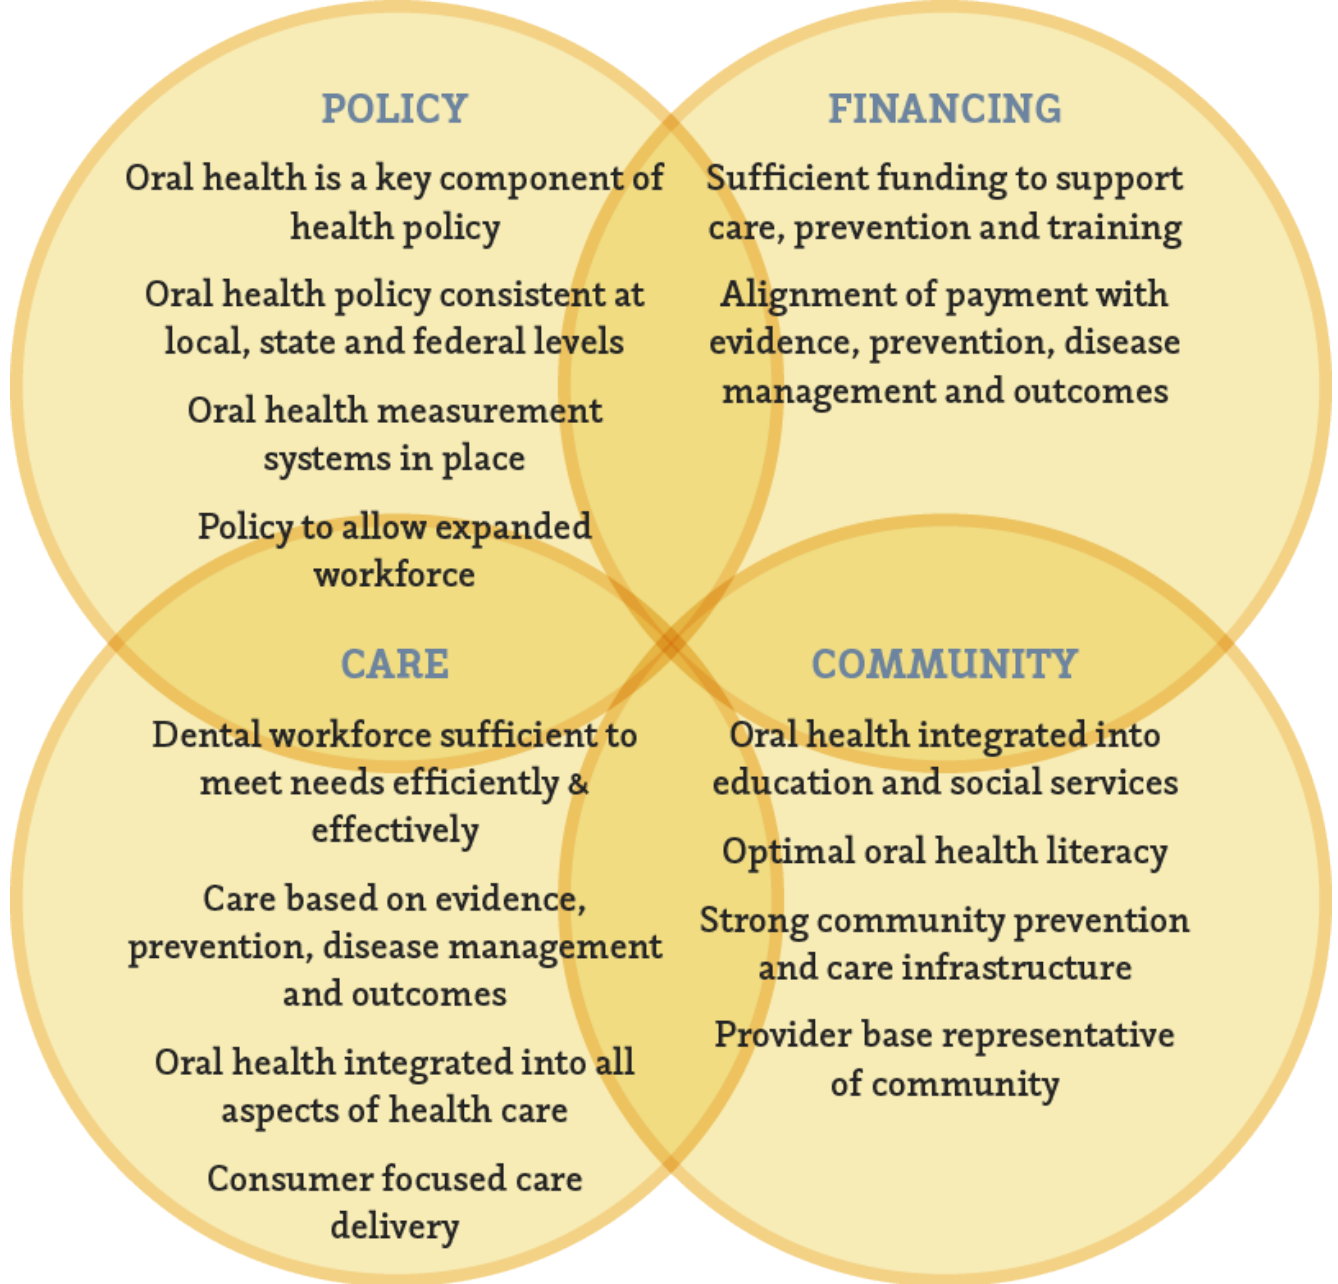 POLICY
Oral health is a key component of
health policy
Oral health policy consistent at
local, state and federal levels
Oral health measurement
systems in place
Policy to allow expanded
workforce
FINANCING
Sufficient funding to support
care, prevention and training
Alignment of payment with
evidence, prevention, disease
management and outcomes
CARE
Dental workforce sufficient to
meet needs efficiently &
effectively
Care based on evidence,
prevention, disease management
and outcomes
Oral health integrated into all
aspects of health care
Consumer focused care
delivery
COMMUNITY
Oral health integrated into
education and social services
Optimal oral health literacy
Strong community prevention
and care infrastructure
Provider base representative
of community